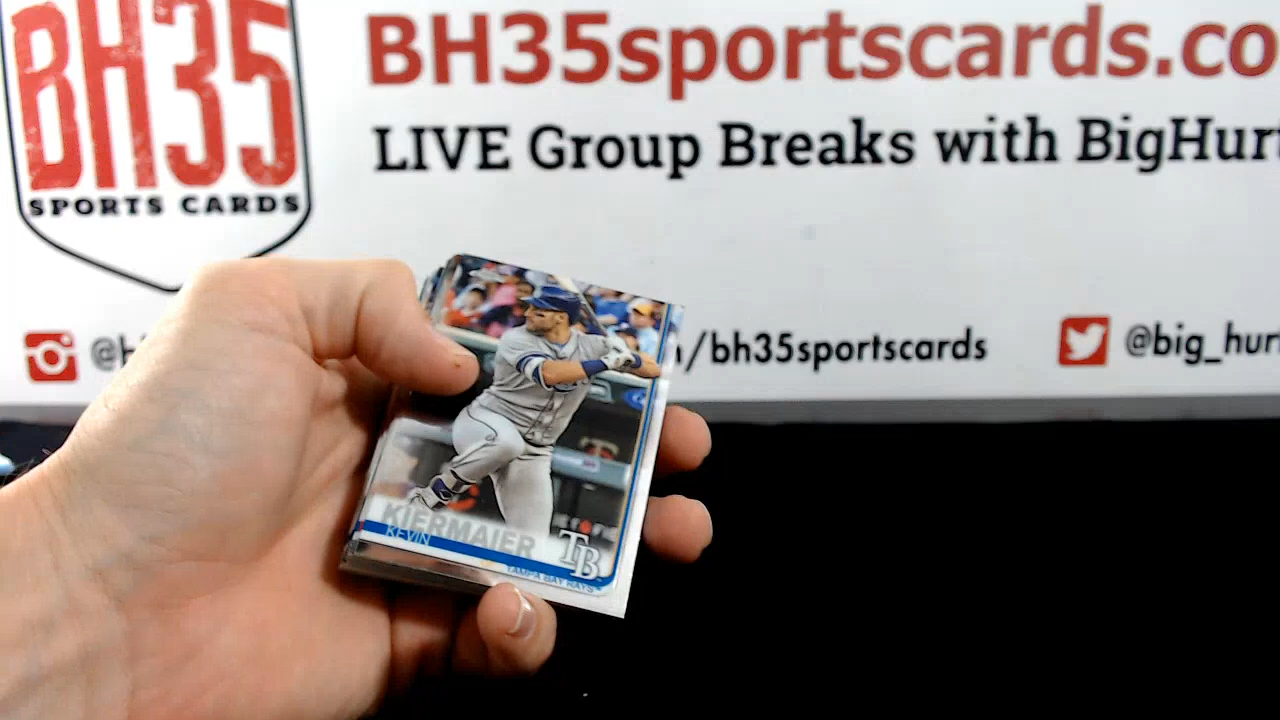 BH35
SPORTS CARDS
BH35sportscards.co
LIVE Group Breaks with BigHurt
/bh35sportscards
@big_hur
KIERMAIER
KEVIN
TB
TAMPA BAY RAYS